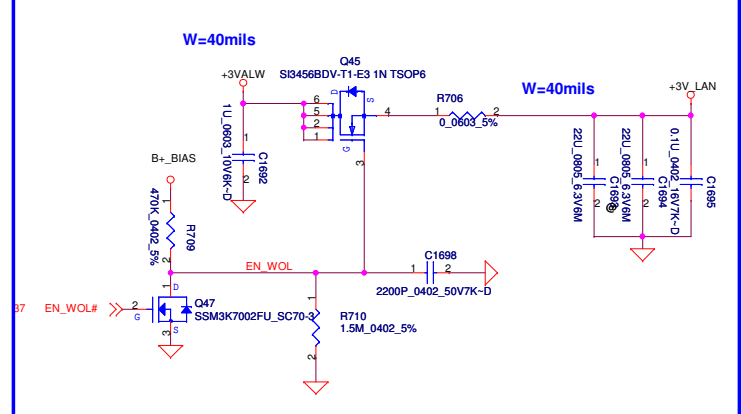 W=40mils
Q45
+3VALW
SI3456BDV-T1-E3 1N TSOP6
W=40mils
+3V_LAN
D
S
6
5
2
1
4
G
3
R706
1
2
0_0603_5%
1U_0603_10V6K~D
1
2
C1692
B+_BIAS
470K_0402_5%
1
2
R709
22U_0805_6.3V6M
1
2
@
22U_0805_6.3V6M
1
2
C1694
0.1U_0402_16V7K~D
1
2
C1695
EN_WOL
C1698
1
2
2200P_0402_50V7K~D
37
EN_WOL#
2
G
1
D
3
S
Q47
SSM3K7002FU_SC70-3
1
2
R710
1.5M_0402_5%